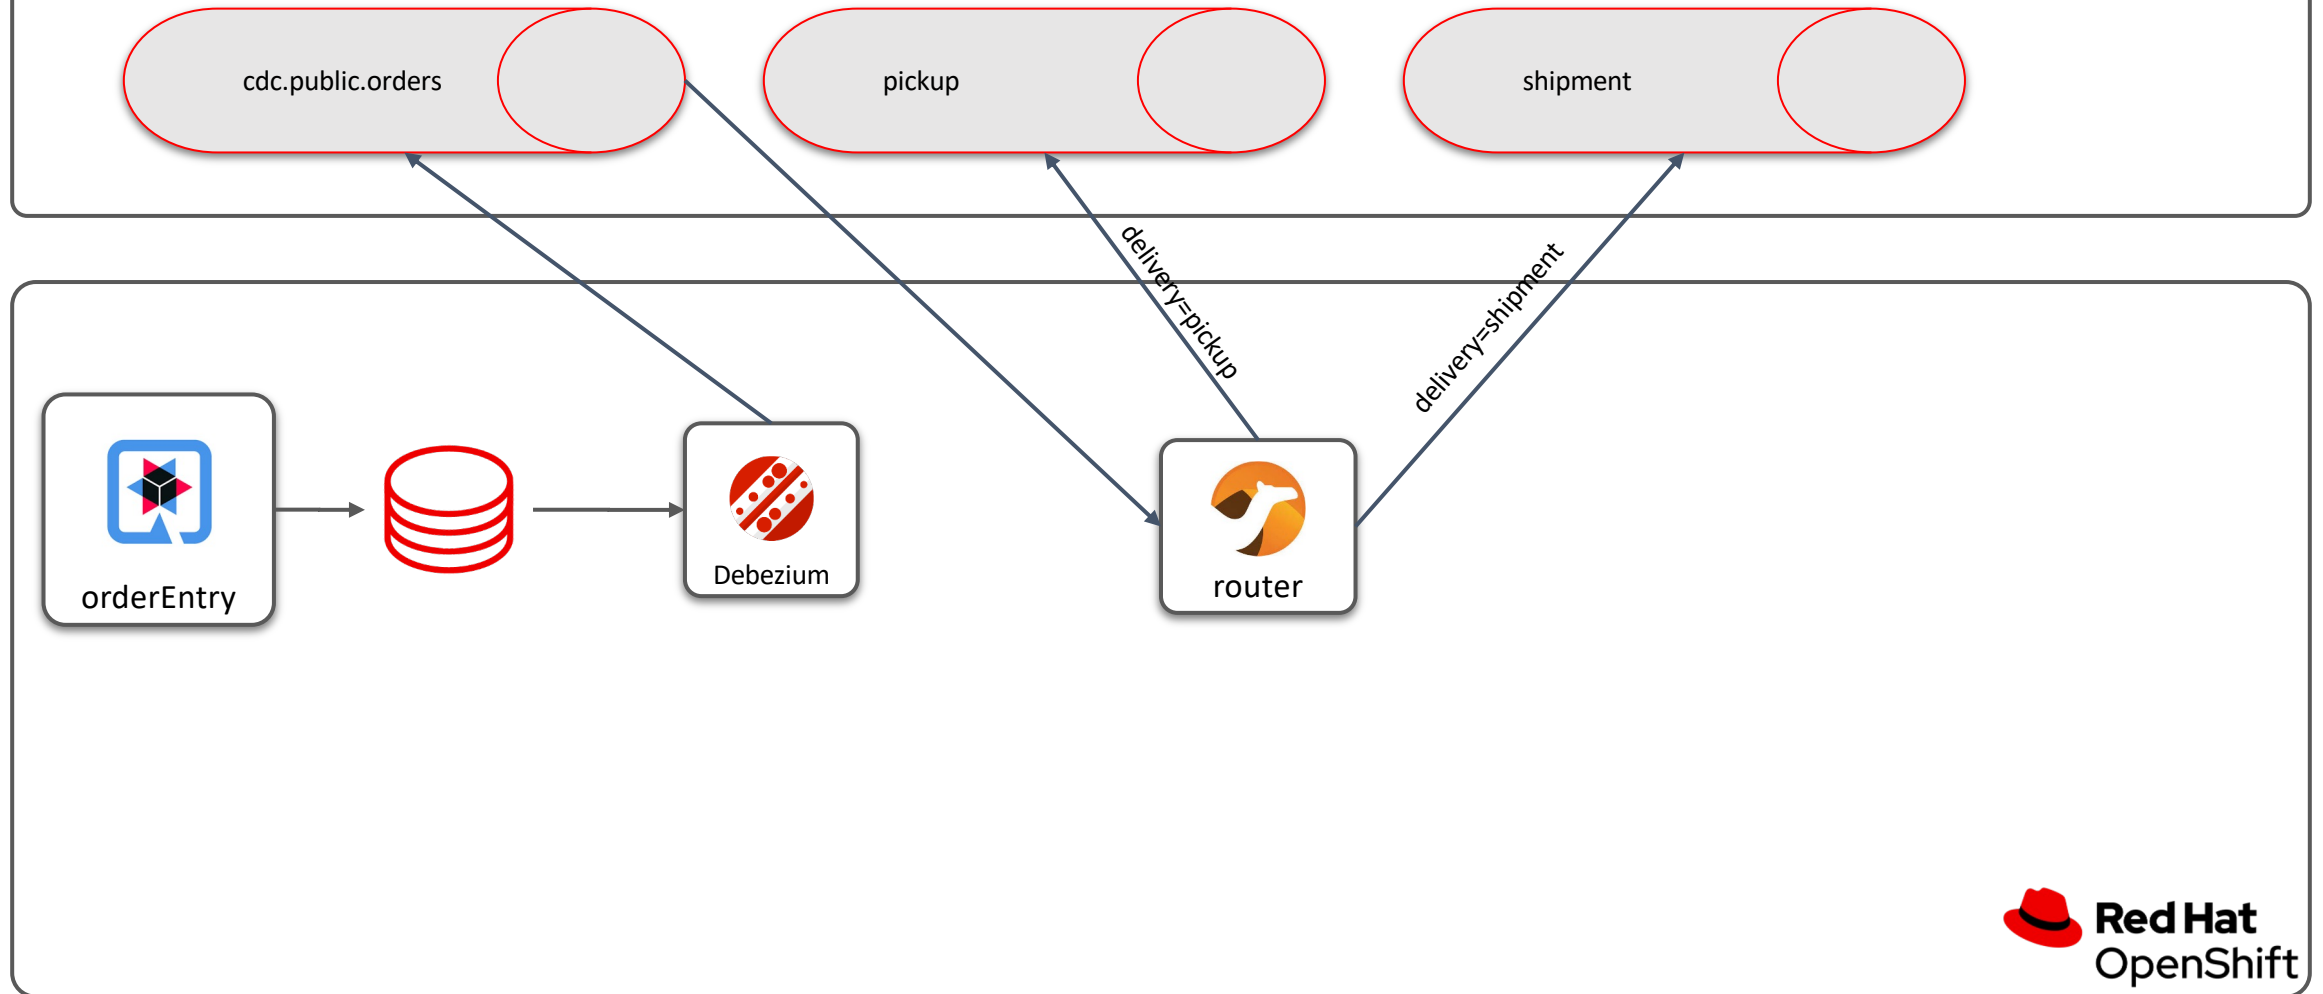 cdc.public.orders
pickup
shipment
delivery=pickup
delivery=shipment
orderEntry
Debezium
router
Red Hat
OpenShift